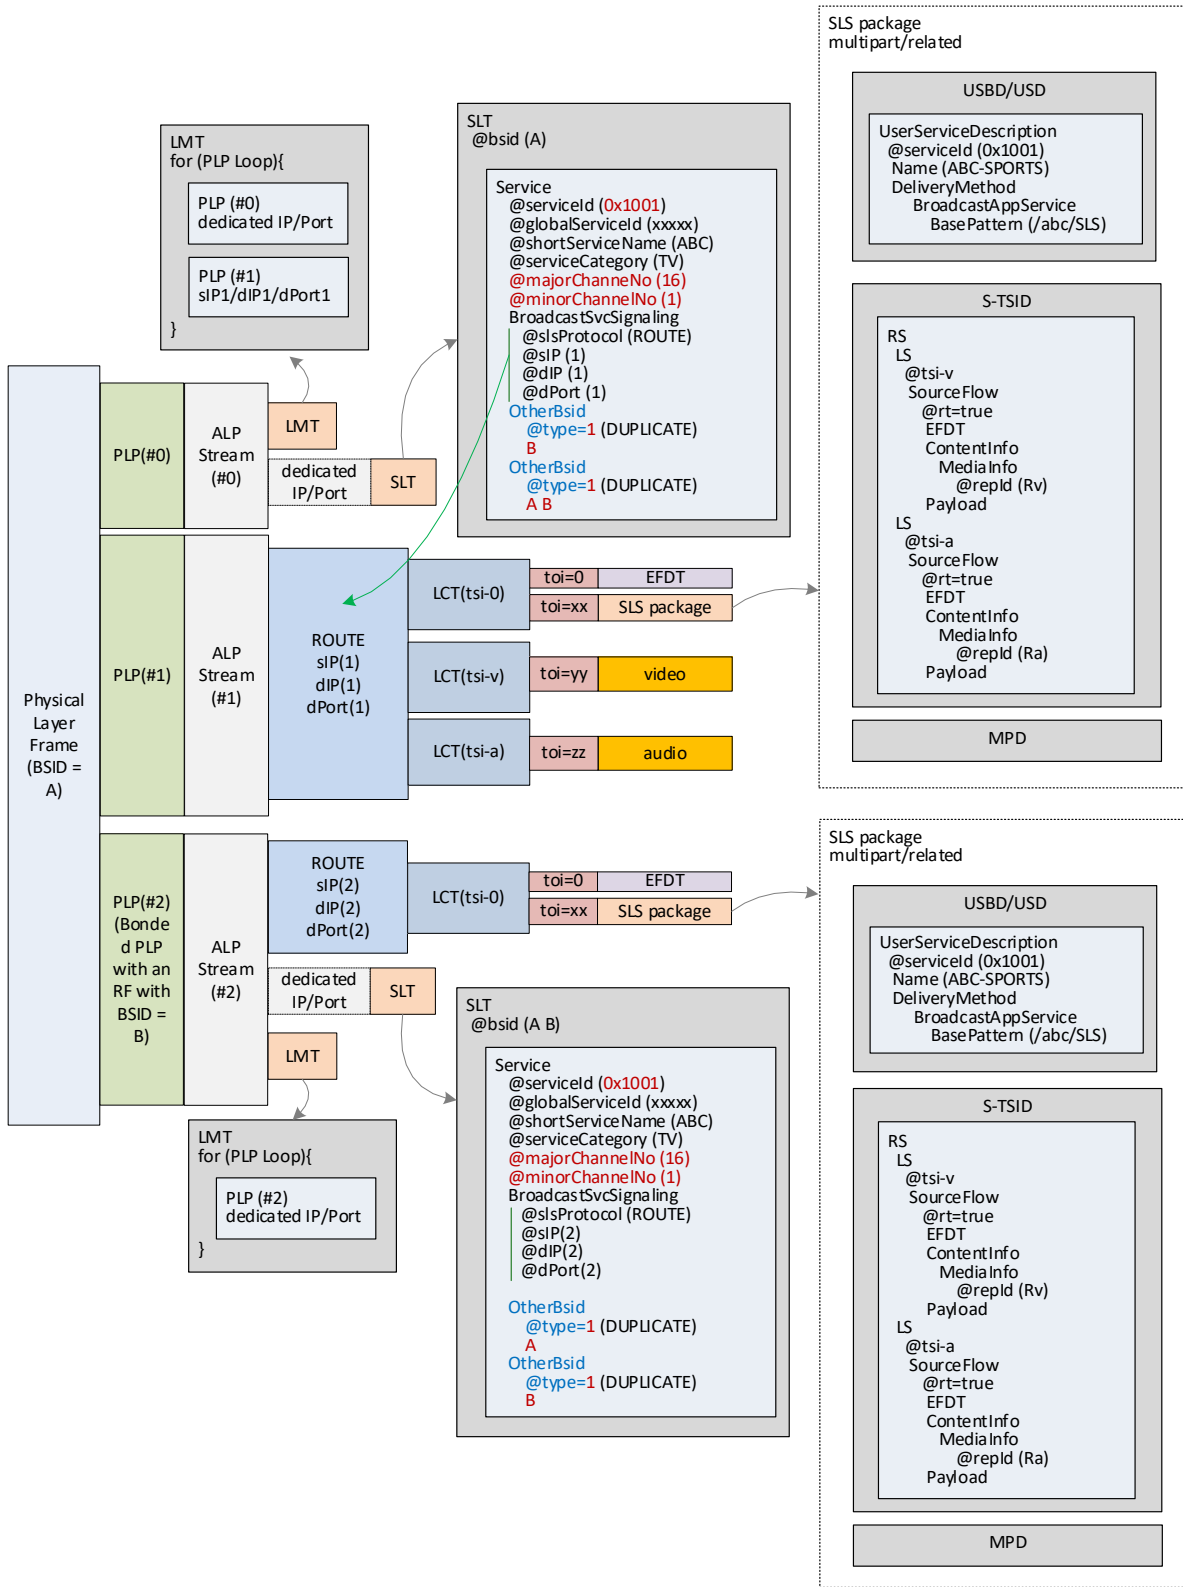 SLS package
multipart/related
USBD/USD
UserServiceDescription
@serviceId (0x1001)
Name (ABC-SPORTS)
DeliveryMethod
BroadcastAppService
BasePattern (/abc/SLS)
S-TSID
RS
LS
@tsi-v
SourceFlow
@rt=true
EFDT
ContentInfo
MediaInfo
@repId (Rv)
Payload
LS
@tsi-a
SourceFlow
@rt=true
EFDT
ContentInfo
MediaInfo
@repId (Ra)
Payload
MPD
LMT
for (PLP Loop){
PLP (#0)
dedicated IP/Port
PLP (#1)
sIP1/dIP1/dPort1
}
SLT
@bsid (A)
Service
@serviceId (0x1001)
@globalServiceId (xxxxx)
@shortServiceName (ABC)
@serviceCategory (TV)
@majorChanneNo (16)
@minorChannelNo (1)
BroadcastSvcSignaling
@slsProtocol (ROUTE)
@sIP (1)
@dIP (1)
@dPort (1)
OtherBsid
@type=1 (DUPLICATE)
B
OtherBsid
@type=1 (DUPLICATE)
A B
Physical
Layer
Frame
(BSID =
A)
PLP(#0)
ALP
Stream
(#0)
LMT
dedicated
IP/Port
SLT
PLP(#1)
ALP
Stream
(#1)
ROUTE
sIP(1)
dIP(1)
dPort(1)
LCT(tsi-0)
toi=0
EFDT
toi=xx
SLS package
LCT(tsi-v)
toi=yy
video
LCT(tsi-a)
toi=zz
audio
PLP(#2)
(Bonde
d PLP
with an
RF with
BSID =
B)
ALP
Stream
(#2)
ROUTE
sIP(2)
dIP(2)
dPort(2)
LCT(tsi-0)
toi=0
EFDT
toi=xx
SLS package
dedicated
IP/Port
SLT
LMT
LMT
for (PLP Loop){
PLP (#2)
dedicated IP/Port
}
SLT
@bsid (A B)
Service
@serviceId (0x1001)
@globalServiceId (xxxxx)
@shortServiceName (ABC)
@serviceCategory (TV)
@majorChannelNo (16)
@minorChannelNo (1)
BroadcastSvcSignaling
@slsProtocol (ROUTE)
@sIP(2)
@dIP(2)
@dPort(2)
OtherBsid
@type=1 (DUPLICATE)
A
OtherBsid
@type=1 (DUPLICATE)
B
SLS package
multipart/related
USBD/USD
UserServiceDescription
@serviceId (0x1001)
Name (ABC-SPORTS)
DeliveryMethod
BroadcastAppService
BasePattern (/abc/SLS)
S-TSID
RS
LS
@tsi-v
SourceFlow
@rt=true
EFDT
ContentInfo
MediaInfo
@repId (Rv)
Payload
LS
@tsi-a
SourceFlow
@rt=true
EFDT
ContentInfo
MediaInfo
@repId (Ra)
Payload
MPD